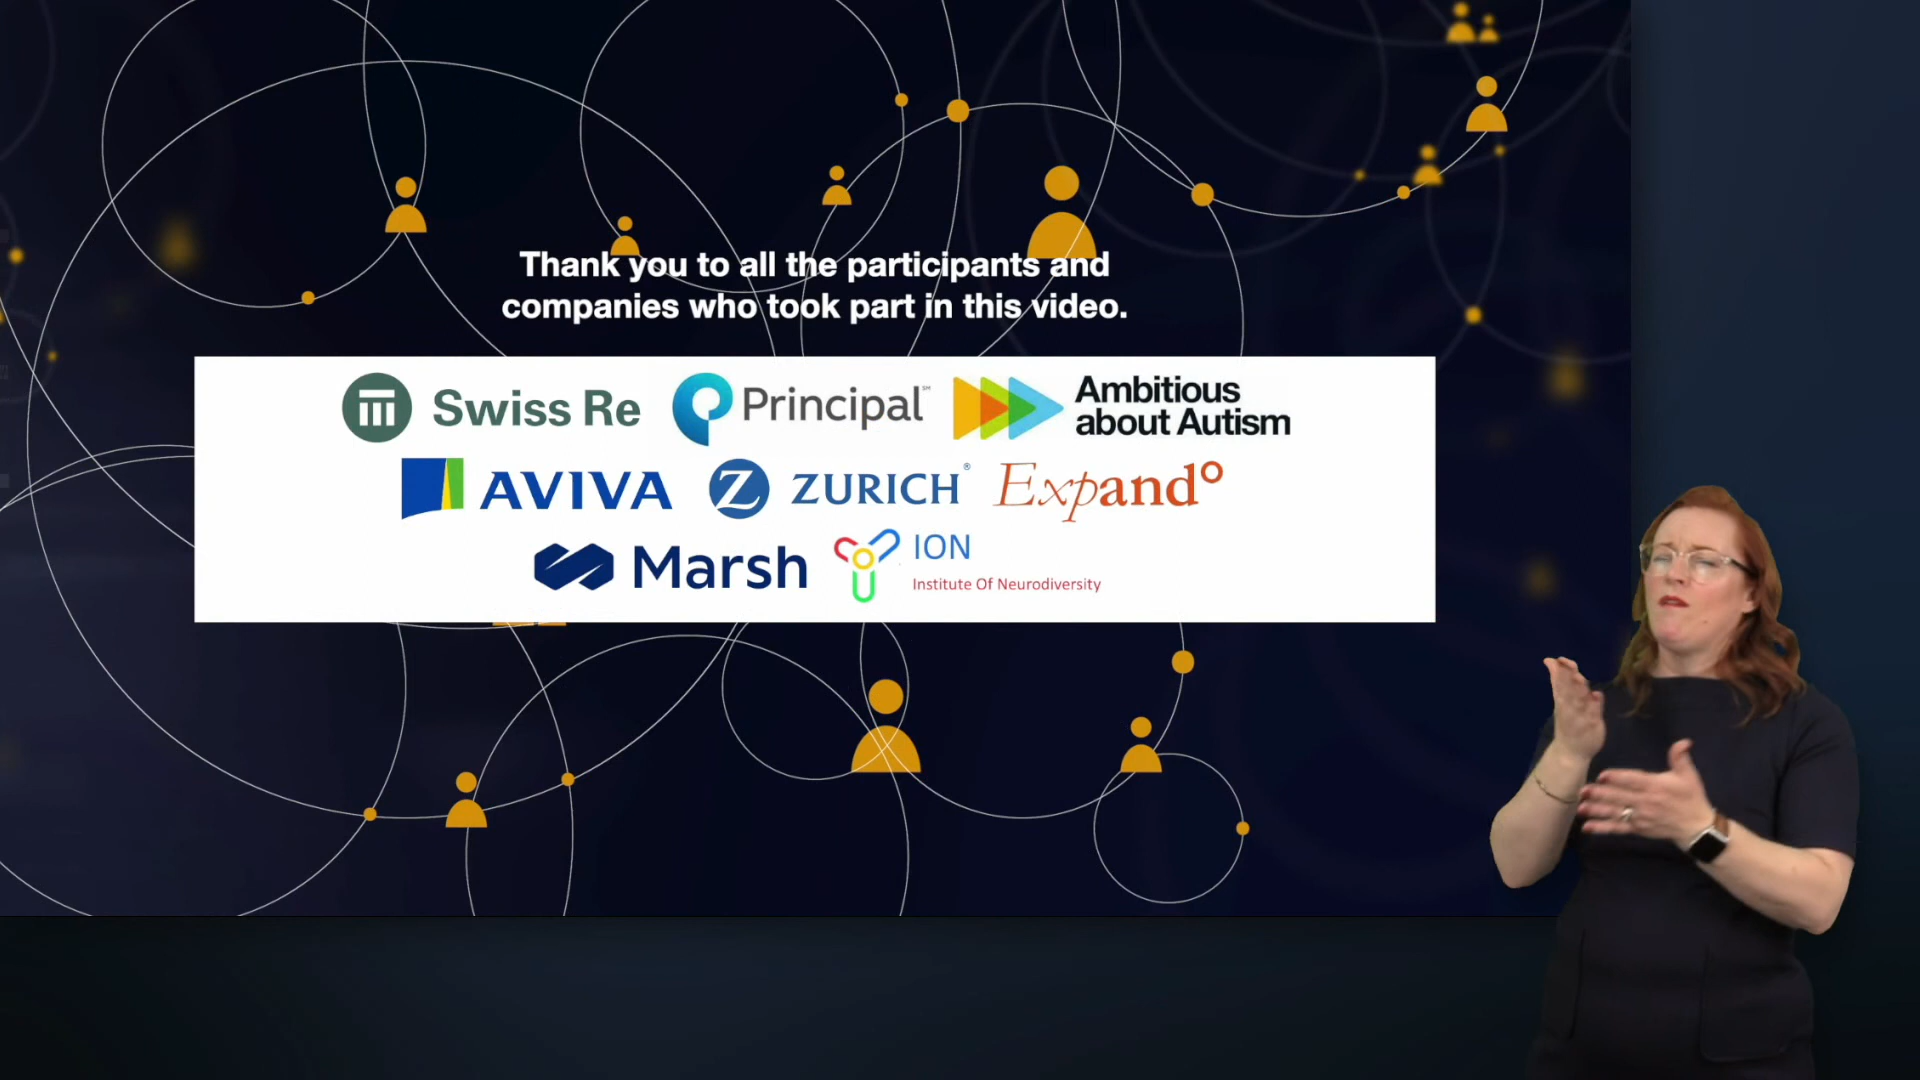 Thank you to all the participants and
companies who took part in this video.
Swiss Re
Principal℠
Ambitious
about Autism
AVIVA
ZURICH®
Expand°
Marsh
ION
Institute Of Neurodiversity